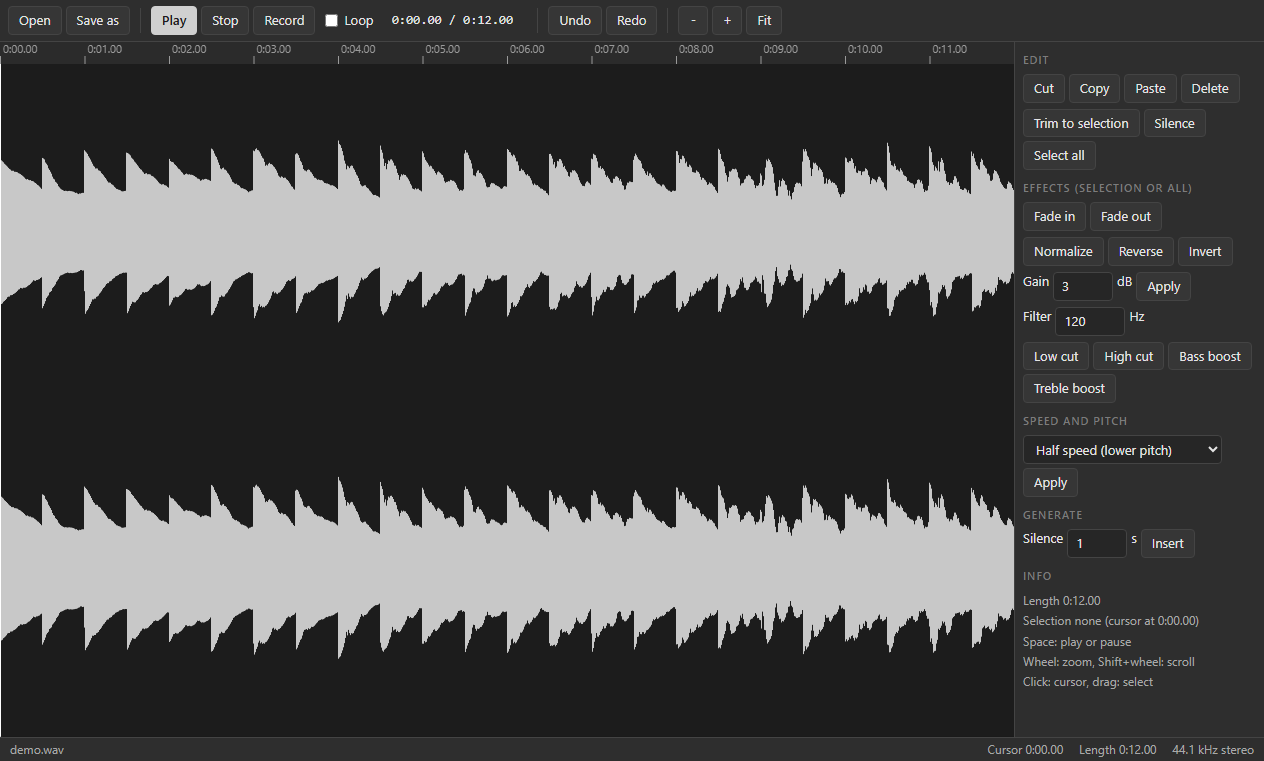 Open Save as Play Stop Record Loop 0:00.00 / 0:12.00 Undo Redo - + Fit
0:00.00 0:01.00 0:02.00 0:03.00 0:04.00 0:05.00 0:06.00 0:07.00 0:08.00 0:09.00 0:10.00 0:11.00
EDIT
Cut Copy Paste Delete
Trim to selection Silence
Select all
EFFECTS (SELECTION OR ALL)
Fade in Fade out
Normalize Reverse Invert
Gain 3 dB Apply
Filter 120 Hz
Low cut High cut Bass boost
Treble boost
SPEED AND PITCH
Half speed (lower pitch)
Apply
GENERATE
Silence 1 s Insert
INFO
Length 0:12.00
Selection none (cursor at 0:00.00)
Space: play or pause
Wheel: zoom, Shift+wheel: scroll
Click: cursor, drag: select
demo.wav Cursor 0:00.00 Length 0:12.00 44.1 kHz stereo